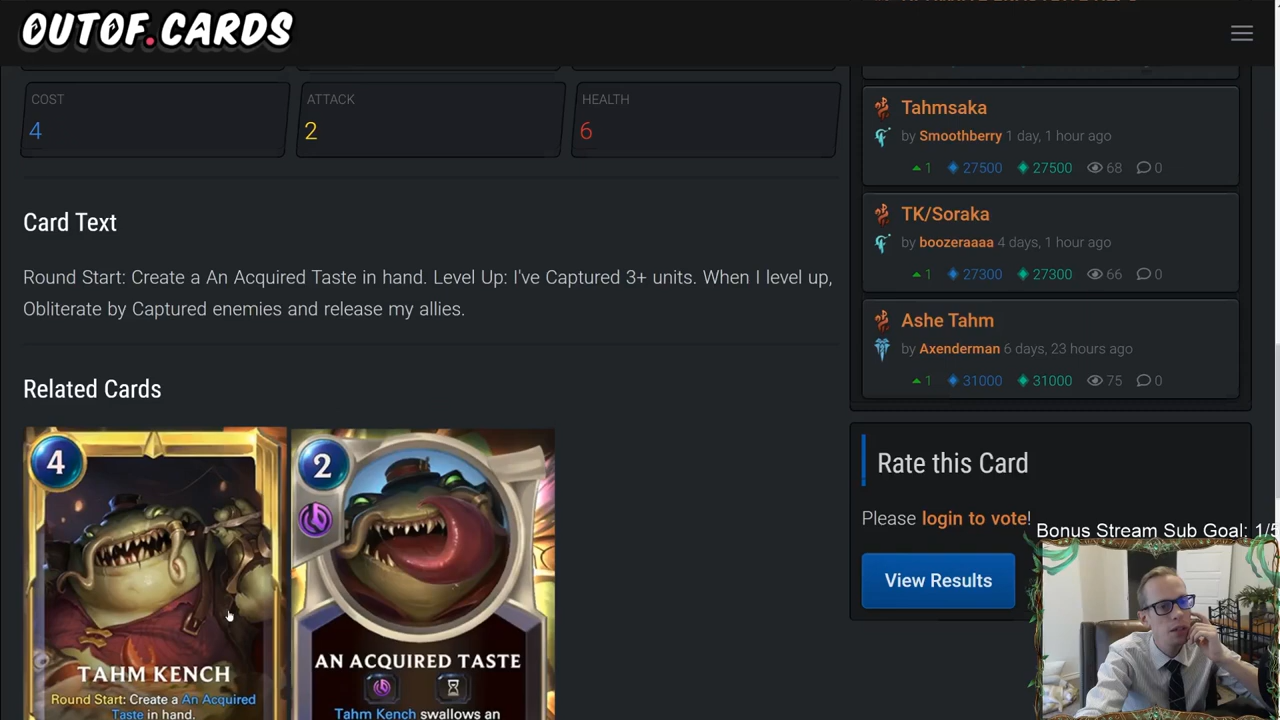 OUTOF.CARDS
COST
4
ATTACK
2
HEALTH
6
Card Text
Round Start: Create a An Acquired Taste in hand. Level Up: I've Captured 3+ units. When I level up,
Obliterate by Captured enemies and release my allies.
Related Cards
4
TAHM KENCH
Round Start: Create a An Acquired
Taste in hand.
2
AN ACQUIRED TASTE
Tahm Kench swallows an
Tahmsaka
by Smoothberry 1 day, 1 hour ago
1 27500 27500 68 0
TK/Soraka
by boozeraaaa 4 days, 1 hour ago
1 27300 27300 66 0
Ashe Tahm
by Axenderman 6 days, 23 hours ago
1 31000 31000 75 0
Rate this Card
Please login to vote!
View Results
Bonus Stream Sub Goal: 1/5